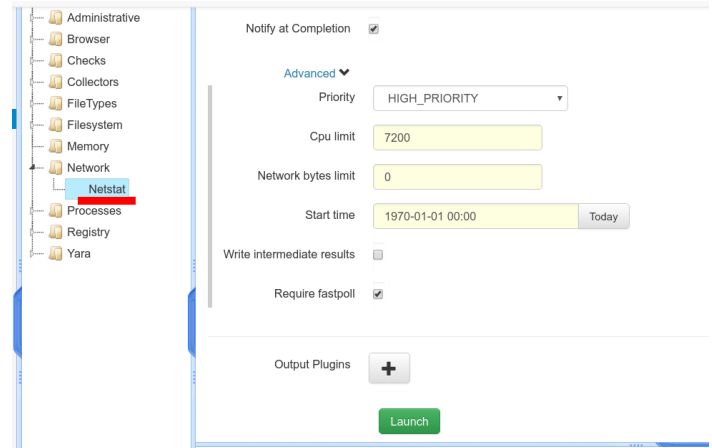 Administrative
Browser
Checks
Collectors
FileTypes
Filesystem
Memory
Network
Netstat
Processes
Registry
Yara
Notify at Completion
Advanced
Priority HIGH_PRIORITY
Cpu limit 7200
Network bytes limit 0
Start time 1970-01-01 00:00 Today
Write intermediate results
Require fastpoll
Output Plugins
Launch